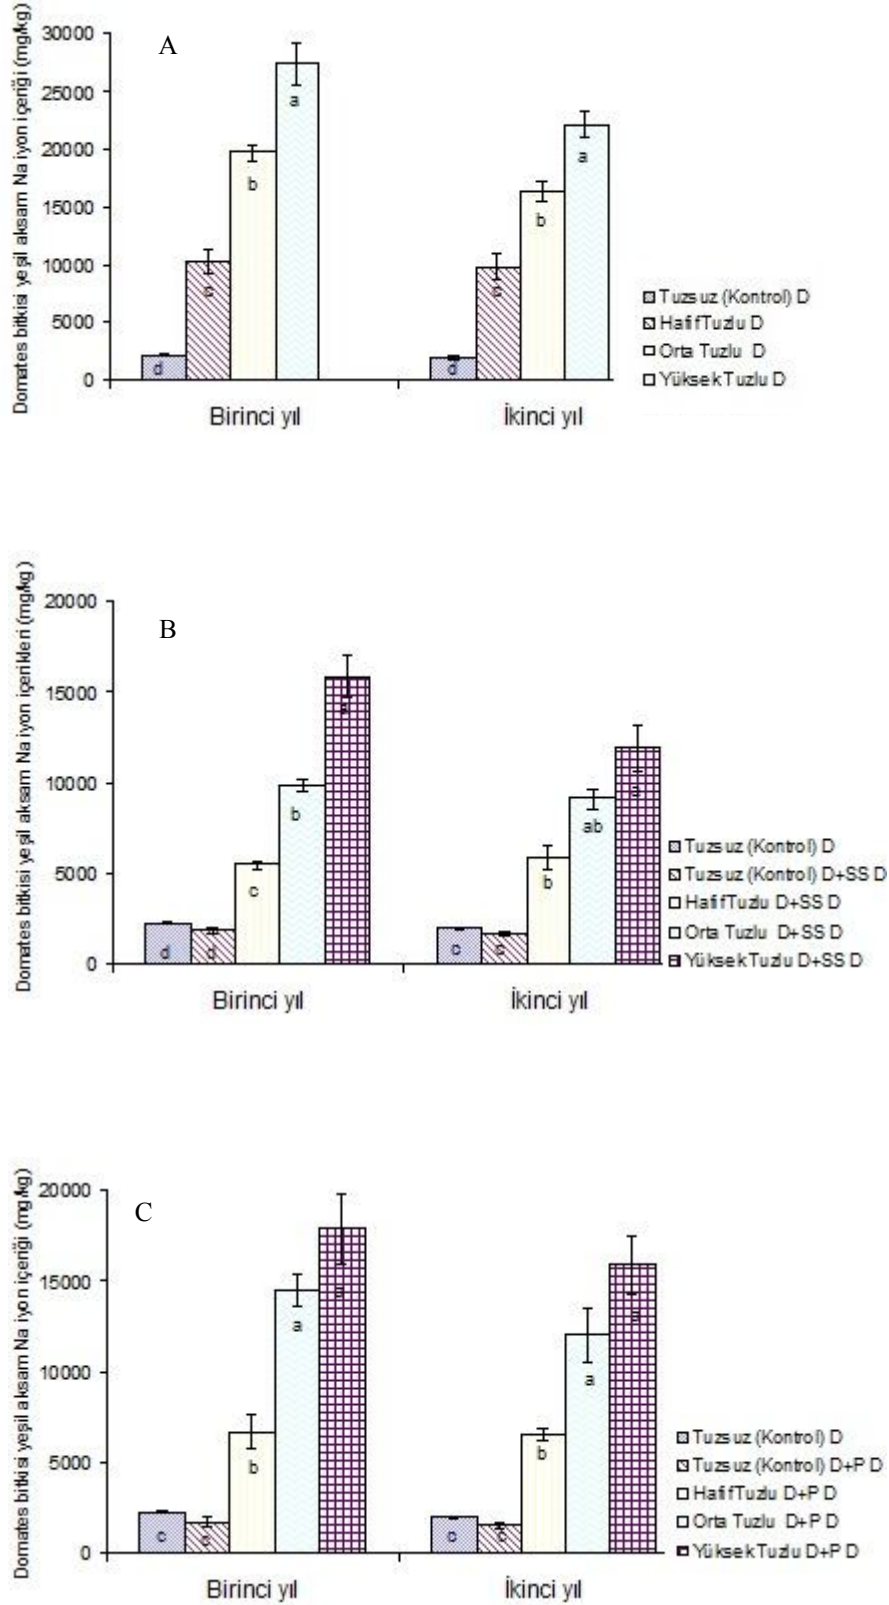 A
Domates bitkisi yeşil aksam Na iyon içeriği (mg/kg)
30000
25000
20000
15000
10000
5000
0
d
c
b
a
d
c
b
a
Birinci yıl
İkinci yıl
Tuzsuz (Kontrol) D
Hafif Tuzlu D
Orta Tuzlu D
Yüksek Tuzlu D
B
Domates bitkisi yeşil aksam Na iyon içerikleri (mg/kg)
20000
15000
10000
5000
0
d
d
c
b
a
c
c
b
ab
a
Birinci yıl
İkinci yıl
Tuzsuz (Kontrol) D
Tuzsuz (Kontrol) D+SS D
Hafif Tuzlu D+SS D
Orta Tuzlu D+SS D
Yüksek Tuzlu D+SS D
C
Domates bitkisi yeşil aksam Na iyon içeriği (mg/kg)
20000
15000
10000
5000
0
c
c
b
a
a
c
c
b
a
a
Birinci yıl
İkinci yıl
Tuzsuz (Kontrol) D
Tuzsuz (Kontrol) D+P D
Hafif Tuzlu D+P D
Orta Tuzlu D+P D
Yüksek Tuzlu D+P D